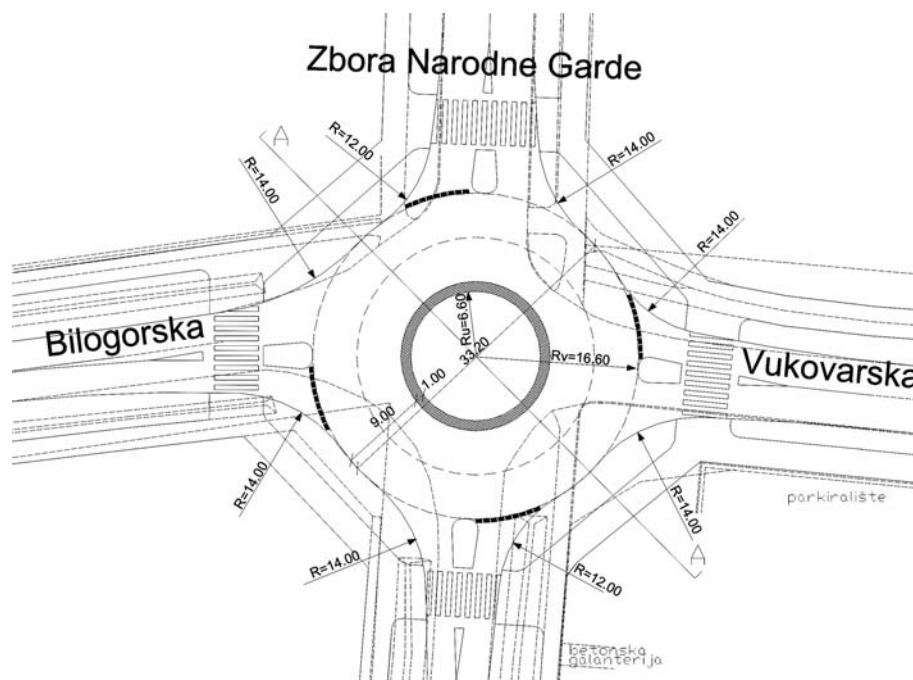 Zbora Narodne Garde
A
R=12.00
R=14.00
R=14.00
R=14.00
Bilogorska
Ru=6.60
33.20
Rv=16.60
Vukovarska
1.00
9.00
R=14.00
R=14.00
parkiralište
A
R=14.00
R=12.00
betonska
galanterija